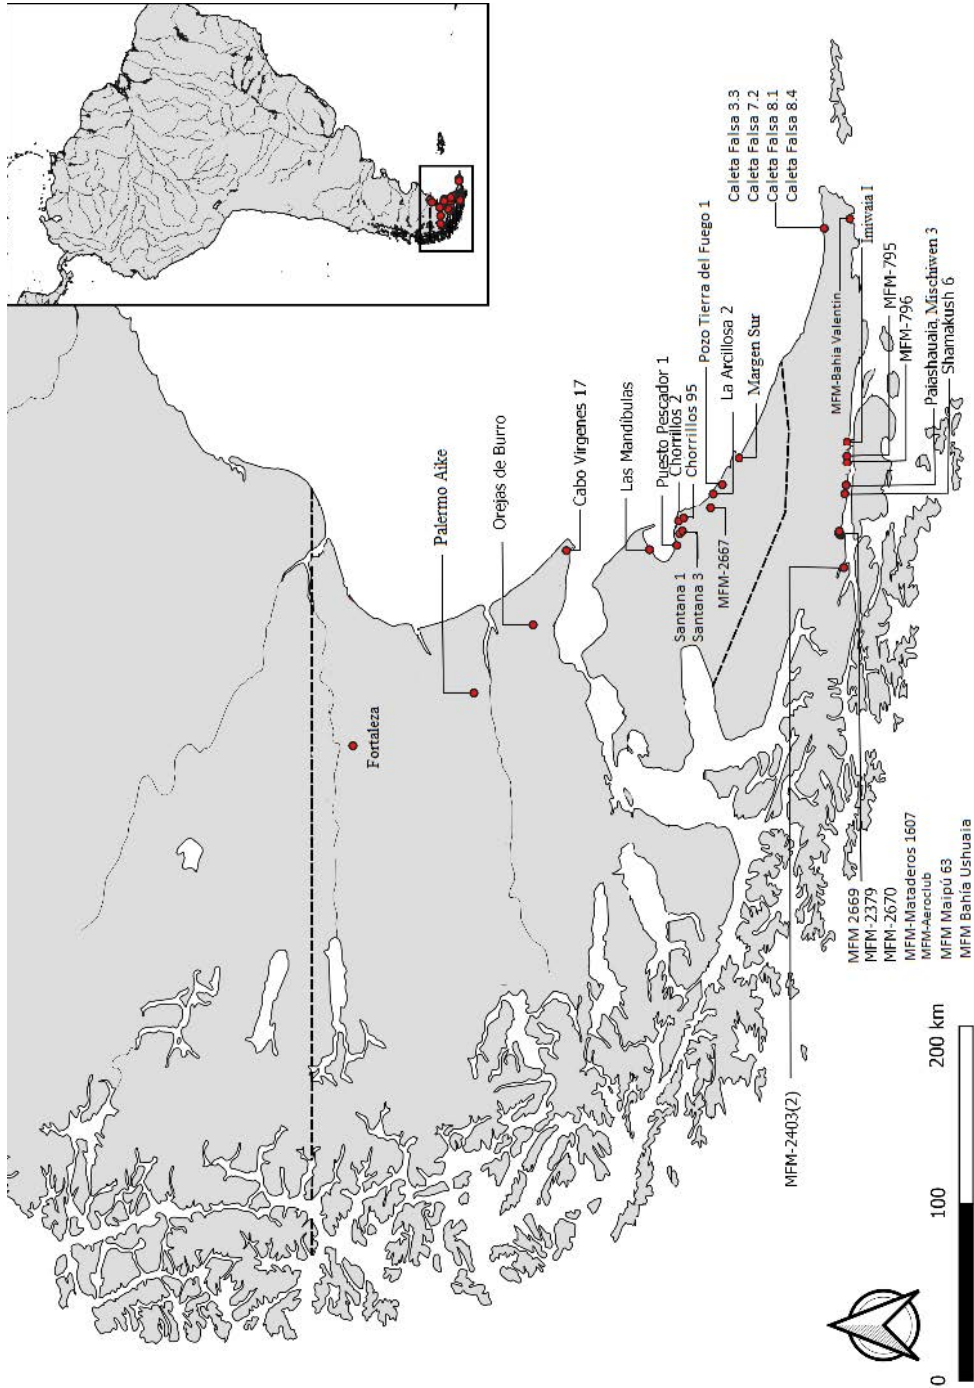 Palermo Aike
Orejas de Burro
Cabo Virgenes 17
Fortaleza
Las Mandíbulas
Puesto Pescador 1
Chorrillos 2
Chorrillos 95
Pozo Tierra del Fuego 1
La Arcillosa 2
Margen Sur
Santana 1
Santana 3
MFM-2667
Caleta Falsa 3.3
Caleta Falsa 7.2
Caleta Falsa 8.1
Caleta Falsa 8.4
MFM-Bahía Valentín
Imiwaia I
MFM-795
MFM-796
Paiashauaia, Mischiwen 3
Shamakush 6
MFM 2669
MFM-2379
MFM-2670
MFM-Mataderos 1607
MFM-Aeroclub
MFM Maipú 63
MFM Bahía Ushuaia
MFM-2403(2)
0 100 200 km